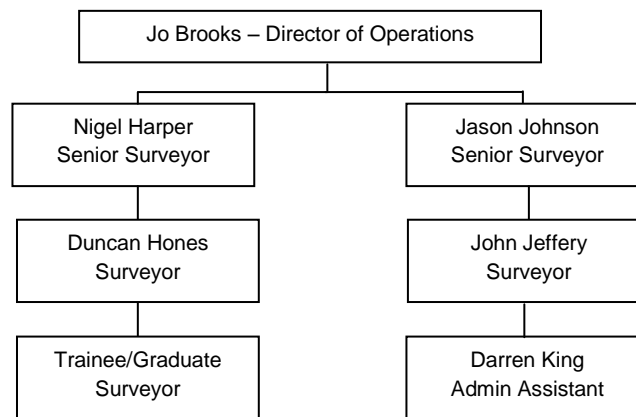 Jo Brooks – Director of Operations
Nigel Harper
Senior Surveyor
Jason Johnson
Senior Surveyor
Duncan Hones
Surveyor
John Jeffery
Surveyor
Trainee/Graduate
Surveyor
Darren King
Admin Assistant